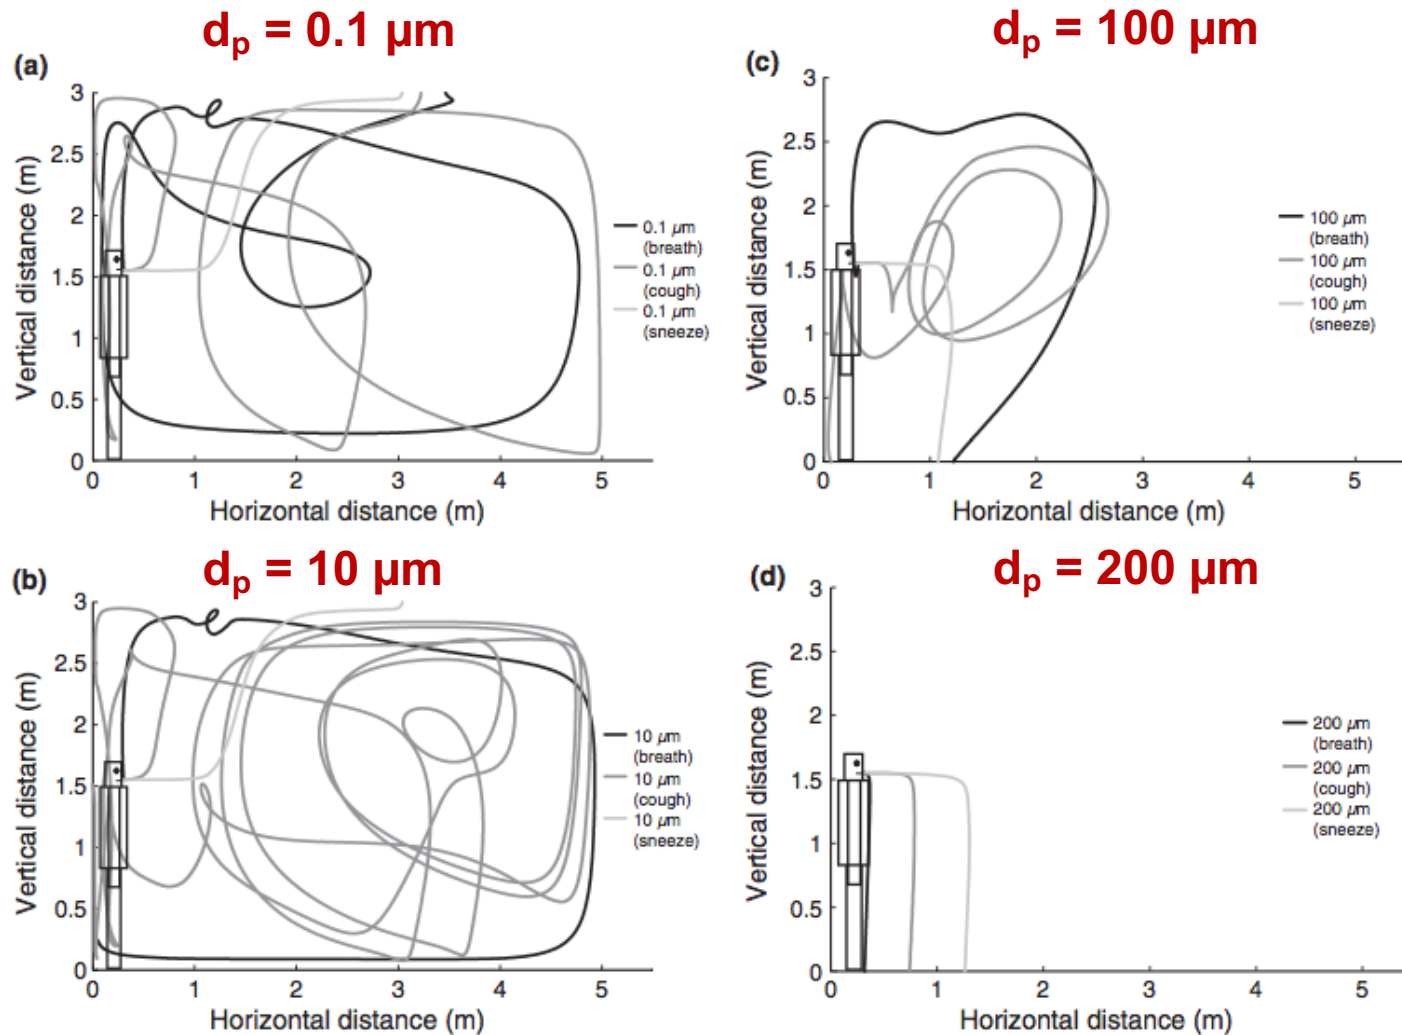 d_p = 0.1 µm
(a)
3
2.5
2
1.5
1
0.5
0
Vertical distance (m)
0 1 2 3 4 5
Horizontal distance (m)
0.1 µm
(breath)
0.1 µm
(cough)
0.1 µm
(sneeze)
d_p = 100 µm
(c)
3
2.5
2
1.5
1
0.5
0
Vertical distance (m)
0 1 2 3 4 5
Horizontal distance (m)
100 µm
(breath)
100 µm
(cough)
100 µm
(sneeze)
d_p = 10 µm
(b)
3
2.5
2
1.5
1
0.5
0
Vertical distance (m)
0 1 2 3 4 5
Horizontal distance (m)
10 µm
(breath)
10 µm
(cough)
10 µm
(sneeze)
d_p = 200 µm
(d)
3
2.5
2
1.5
1
0.5
0
Vertical distance (m)
0 1 2 3 4 5
Horizontal distance (m)
200 µm
(breath)
200 µm
(cough)
200 µm
(sneeze)